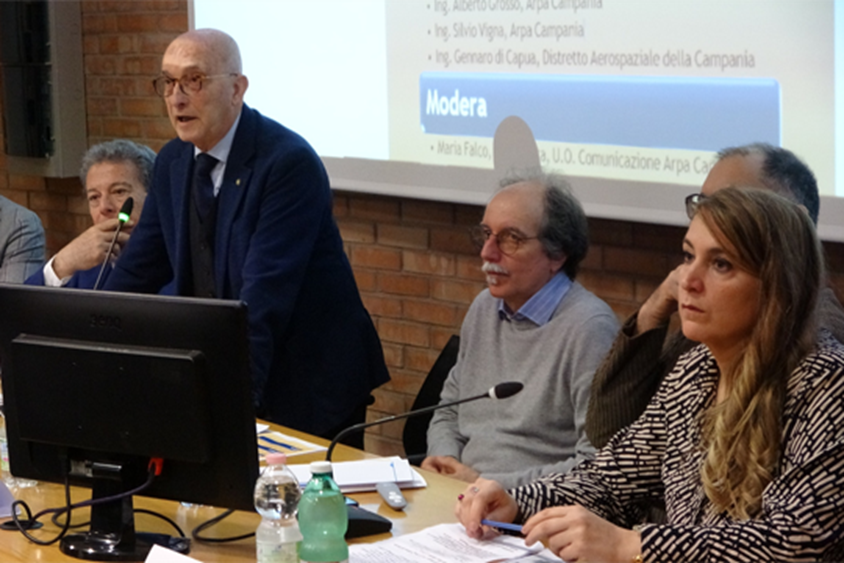 • Ing. Alberto Grosso, Arpa Campania
• Ing. Silvio Vigna, Arpa Campania
• Ing. Gennaro di Capua, Distretto Aerospaziale della Campania
Modera
• Maria Falco, U.O. Comunicazione Arpa Ca